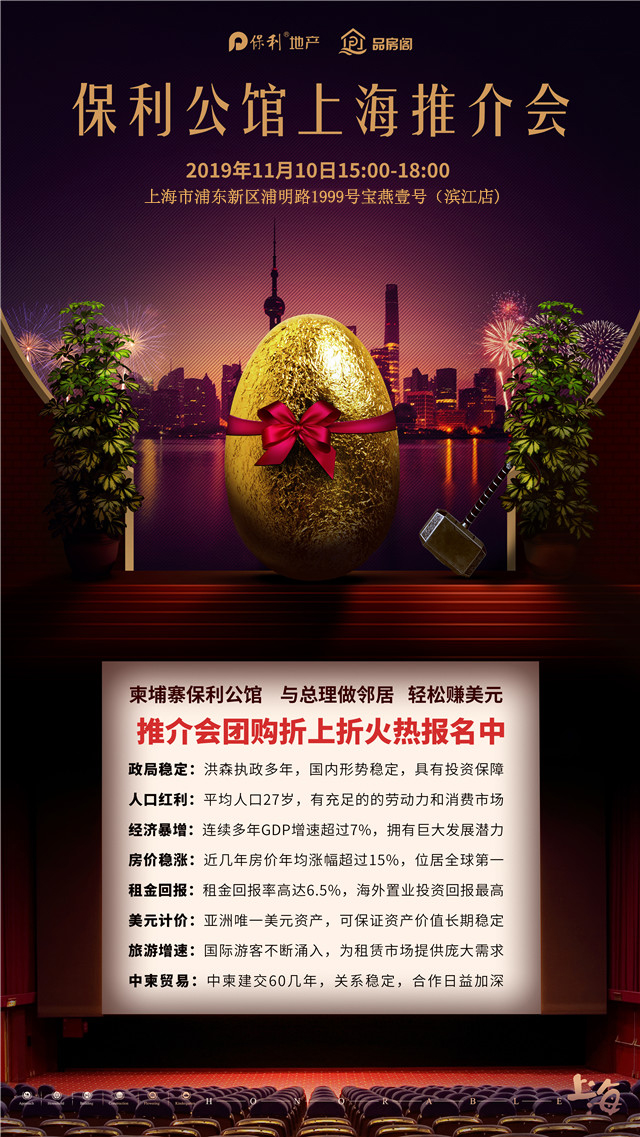 保利®地产 品房阁
保利公馆上海推介会
2019年11月10日15:00-18:00
上海市浦东新区浦明路1999号宝燕壹号（滨江店）
柬埔寨保利公馆 与总理做邻居 轻松赚美元
推介会团购折上折火热报名中
政局稳定：洪森执政多年，国内形势稳定，具有投资保障
人口红利：平均人口27岁，有充足的的劳动力和消费市场
经济暴增：连续多年GDP增速超过7%，拥有巨大发展潜力
房价稳涨：近几年房价年均涨幅超过15%，位居全球第一
租金回报：租金回报率高达6.5%，海外置业投资回报最高
美元计价：亚洲唯一美元资产，可保证资产价值长期稳定
旅游增速：国际游客不断涌入，为租赁市场提供庞大需求
中柬贸易：中柬建交60几年，关系稳定，合作日益加深
HONORABLE
上海